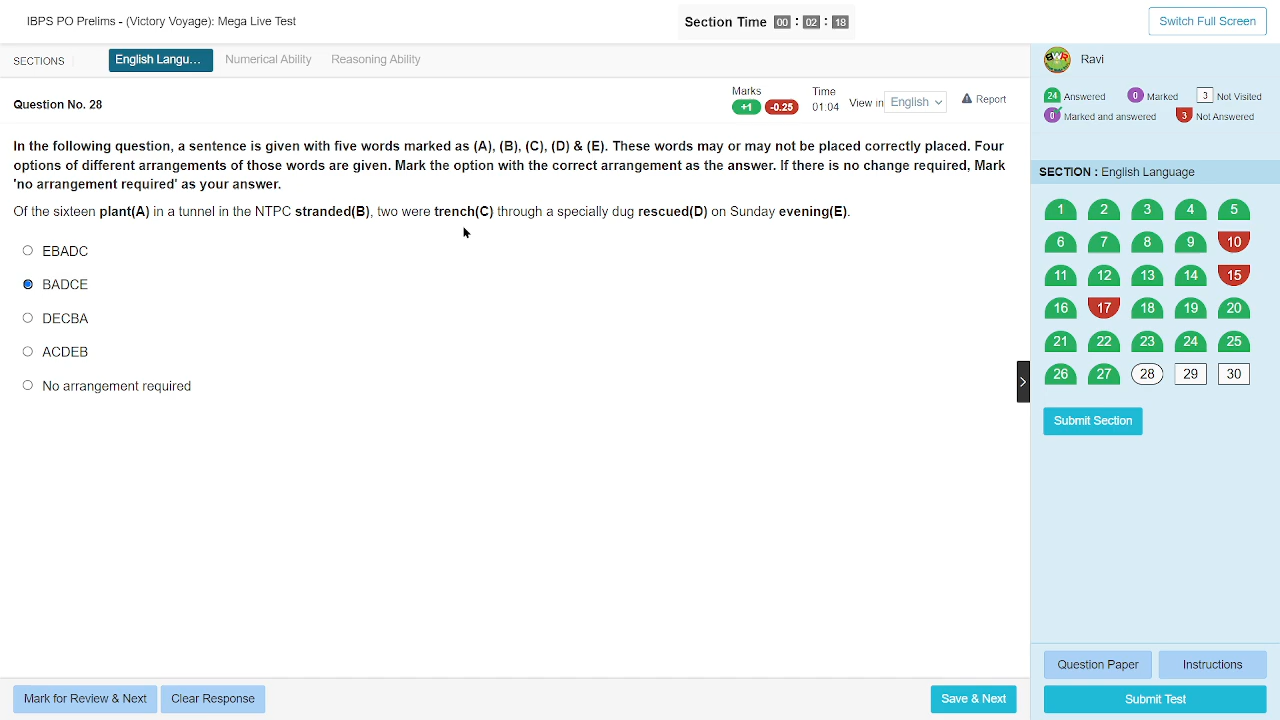 IBPS PO Prelims - (Victory Voyage): Mega Live Test
Section Time 00 : 02 : 18
Switch Full Screen
SECTIONS
English Langu...
Numerical Ability
Reasoning Ability
Ravi
Question No. 28
Marks
+1 -0.25
Time
01:04
View in English
Report
24 Answered
0 Marked
3 Not Visited
0 Marked and answered
3 Not Answered
In the following question, a sentence is given with five words marked as (A), (B), (C), (D) & (E). These words may or may not be placed correctly placed. Four
options of different arrangements of those words are given. Mark the option with the correct arrangement as the answer. If there is no change required, Mark
'no arrangement required' as your answer.
Of the sixteen plant(A) in a tunnel in the NTPC stranded(B), two were trench(C) through a specially dug rescued(D) on Sunday evening(E).
EBADC
BADCE
DECBA
ACDEB
No arrangement required
SECTION : English Language
1 2 3 4 5
6 7 8 9 10
11 12 13 14 15
16 17 18 19 20
21 22 23 24 25
26 27 28 29 30
Submit Section
Question Paper
Instructions
Mark for Review & Next
Clear Response
Save & Next
Submit Test